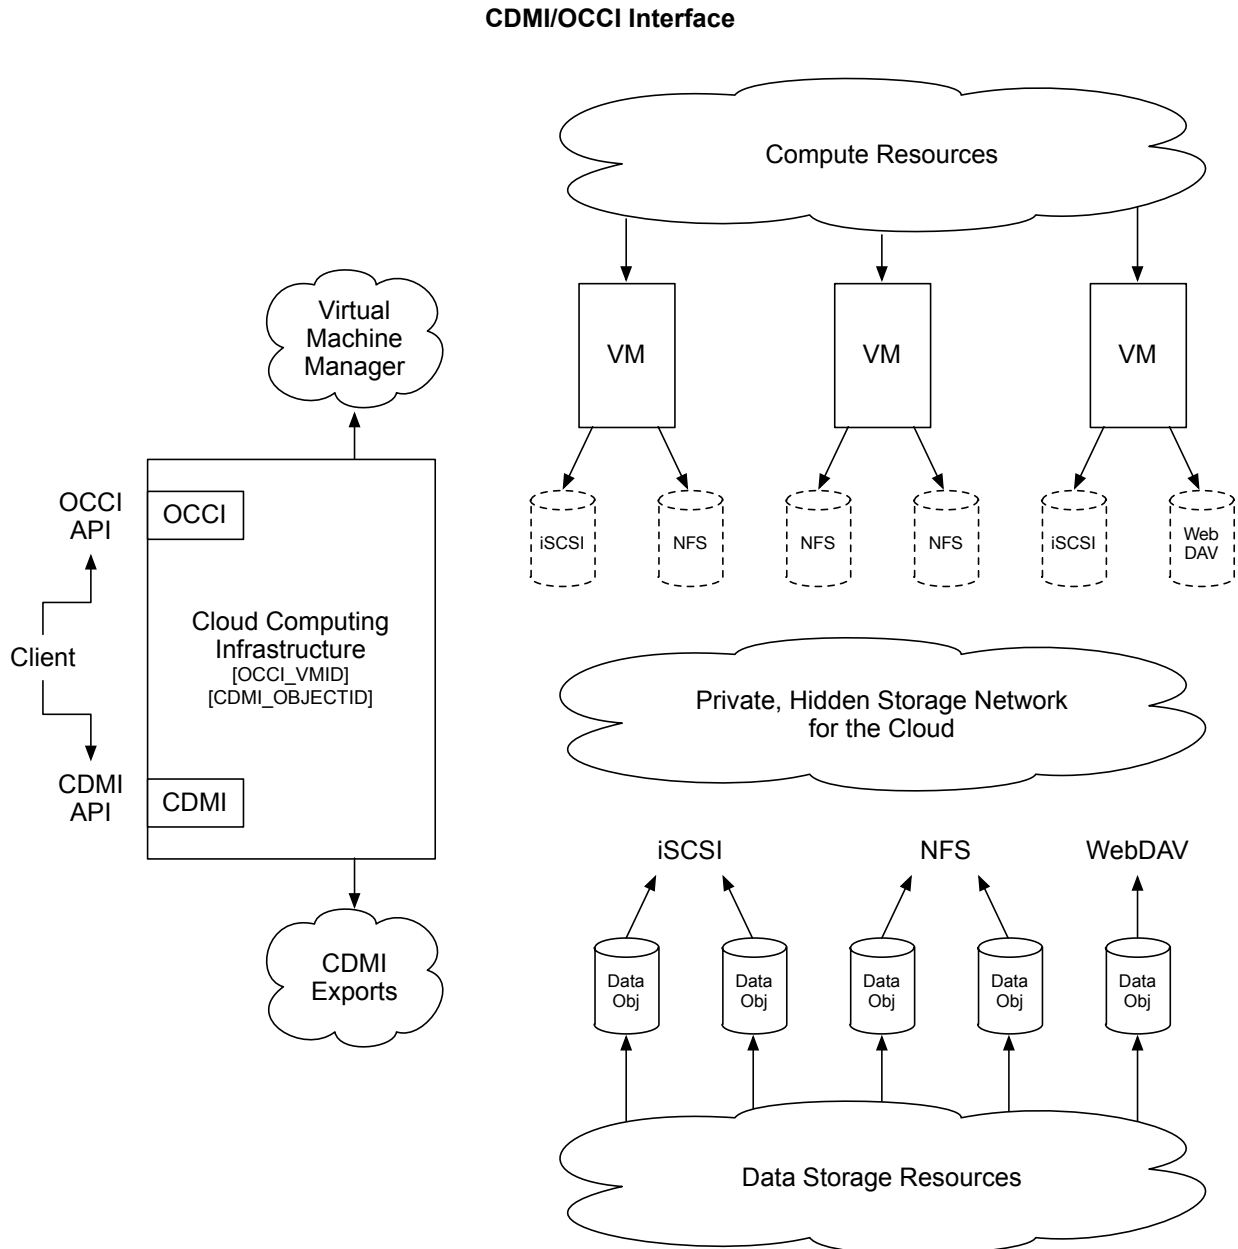 CDMI/OCCI Interface
Compute Resources
Virtual
Machine
Manager
VM
VM
VM
OCCI
API
OCCI
iSCSI
NFS
NFS
NFS
iSCSI
Web
DAV
Cloud Computing
Infrastructure
[OCCI_VMID]
[CDMI_OBJECTID]
Client
Private, Hidden Storage Network
for the Cloud
CDMI
API
CDMI
iSCSI
NFS
WebDAV
CDMI
Exports
Data
Obj
Data
Obj
Data
Obj
Data
Obj
Data
Obj
Data Storage Resources